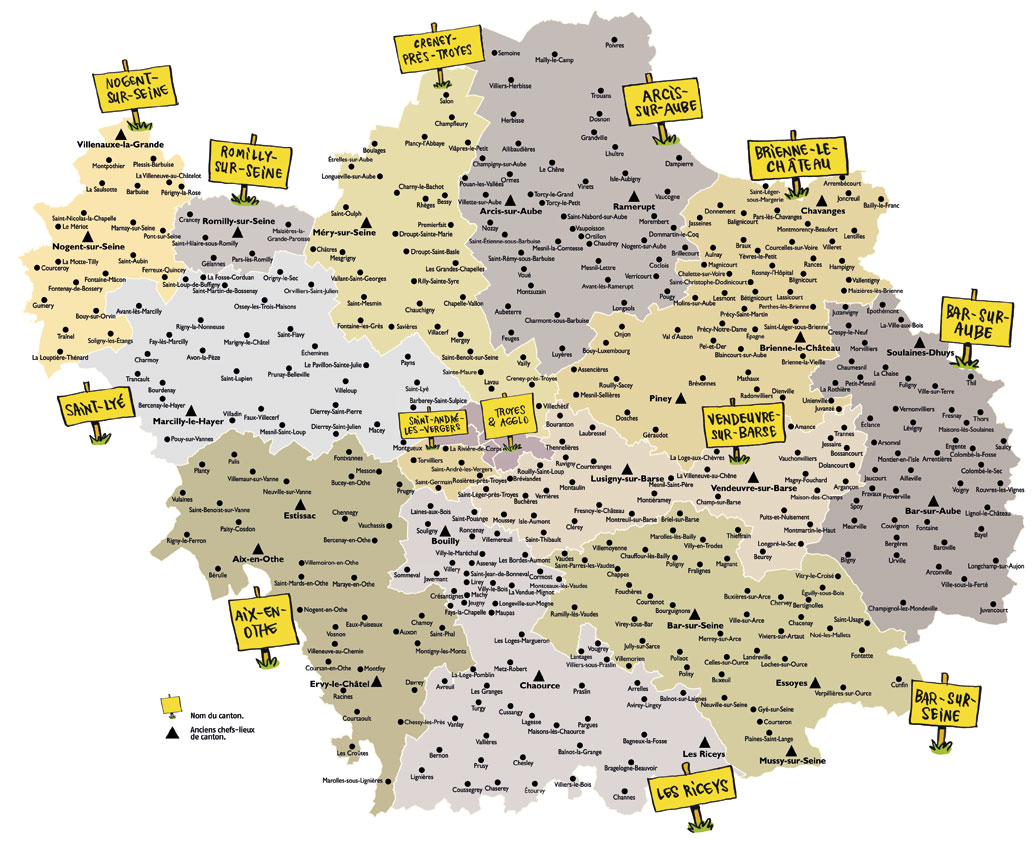 CRENEY-
PRÈS-TROYES
NOGENT-
SUR-SEINE
ROMILLY-
SUR-SEINE
ARCIS-
SUR-AUBE
BRIENNE-LE-
CHÂTEAU
BAR-SUR-
AUBE
SAINT-LYÉ
SAINT-ANDRÉ-
LES-VERGERS
TROYES
& AGGLO
VENDEUVRE-
SUR-BARSE
AIX-EN-
OTHE
BAR-SUR-
SEINE
LES RICEYS
Nom du canton.
Anciens chefs-lieux
de canton.
Poivres
Semoine
Mailly-le-Camp
Villiers-Herbisse
Trouans
Salon
Champfleury
Herbisse
Dosnon
Grandville
Plancy-l'Abbaye
Viâpres-le-Petit
Allibaudières
Lhuître
Dampierre
Boulages
Étrelles-sur-Aube
Longueville-sur-Aube
Champigny-sur-Aube
Le Chêne
Ormes
Isle-Aubigny
Pouan-les-Vallées
Charny-le-Bachot
Rhèges
Bessy
Villette-sur-Aube
Torcy-le-Grand
Torcy-le-Petit
Vinets
Vaucogne
Ramerupt
Arcis-sur-Aube
Saint-Nabord-sur-Aube
Morembert
Dommartin-le-Coq
Vaupoisson
Ortillon
Chaudrey
Nogent-sur-Aube
Brillecourt
Nozay
Saint-Étienne-sous-Barbuise
Mesnil-la-Comtesse
Saint-Rémy-sous-Barbuise
Mesnil-Lettre
Coclois
Verricourt
Voué
Montsuzain
Avant-lès-Ramerupt
Pougy
Aubeterre
Charmont-sous-Barbuise
Feuges
Luyères
Villenauxe-la-Grande
Montpothier
Plessis-Barbuise
La Villeneuve-au-Châtelot
La Saulsotte
Barbuise
Périgny-la-Rose
Saint-Nicolas-la-Chapelle
Le Mériot
Marnay-sur-Seine
Pont-sur-Seine
Nogent-sur-Seine
La Motte-Tilly
Saint-Aubin
Courceroy
Ferreux-Quincey
Fontaine-Mâcon
Fontenay-de-Bossery
Gumery
Bouy-sur-Orvin
Traînel
Soligny-les-Étangs
La Louptière-Thénard
Crancey
Romilly-sur-Seine
Maizières-la-
Grande-Paroisse
Saint-Hilaire-sous-Romilly
Gélannes
Pars-lès-Romilly
La Fosse-Corduan
Saint-Loup-de-Buffigny
Saint-Martin-de-Bossenay
Origny-le-Sec
Orvilliers-Saint-Julien
Avant-lès-Marcilly
Ossey-les-Trois-Maisons
Rigny-la-Nonneuse
Saint-Flavy
Fay-lès-Marcilly
Marigny-le-Châtel
Échemines
Charmoy
Avon-la-Pèze
Le Pavillon-Sainte-Julie
Payns
Trancault
Saint-Lupien
Prunay-Belleville
Bourdenay
Villeloup
Saint-Lyé
Bercenay-le-Hayer
Barberey-Saint-Sulpice
Marcilly-le-Hayer
Villadin
Faux-Villecerf
Dierrey-Saint-Pierre
Mesnil-Saint-Loup
Dierrey-Saint-Julien
Macey
Pouy-sur-Vannes
Montgueux
La Rivière-de-Corps
Saint-Oulph
Premierfait
Droupt-Saint-Marie
Méry-sur-Seine
Châtres
Mesgrigny
Droupt-Saint-Basle
Les Grandes-Chapelles
Vallant-Saint-Georges
Rilly-Sainte-Syre
Saint-Mesmin
Chapelle-Vallon
Chauchigny
Fontaine-les-Grès
Savières
Villacerf
Mergey
Saint-Benoît-sur-Seine
Sainte-Maure
Lavau
Creney-près-Troyes
Villechétif
Saint-Léger-
sous-Margerie
Arrembécourt
Joncreuil
Bailly-le-Franc
Donnement
Jasseines
Balignicourt
Pars-lès-Chavanges
Chavanges
Montmorency-Beaufort
Lentilles
Braux
Courcelles-sur-Voire
Villeret
Aulnay
Yèvres-le-Petit
Magnicourt
Rances
Hampigny
Chalette-sur-Voire
Rosnay-l'Hôpital
Saint-Christophe-Dodinicourt
Blignicourt
Vallentigny
Lesmont
Bétignicourt
Lassicourt
Maizières-lès-Brienne
Molins-sur-Aube
Perthes-lès-Brienne
Précy-Saint-Martin
Précy-Notre-Dame
Saint-Léger-sous-Brienne
Épagne
Val d'Auzon
Pel-et-Der
Brienne-le-Château
Blaincourt-sur-Aube
Brienne-la-Vieille
Onjon
Bouy-Luxembourg
Assencières
Rouilly-Sacey
Mesnil-Sellières
Brévonnes
Mathaux
Radonvilliers
Dienville
Piney
Dosches
Géraudot
Unienville
Juvanzé
Amance
Juzanvigny
Épothémont
La-Ville-aux-Bois
Crespy-le-Neuf
Morvilliers
Soulaines-Dhuys
Chaumesnil
La Chaise
Petit-Mesnil
La Rothière
Fuligny
Thil
Ville-sur-Terre
Vernonvilliers
Éclance
Fresnay
Thors
Maisons-lès-Soulaines
Trannes
Jessains
Arsonval
Lévigny
Saulcy
Engente
Bossancourt
Colombé-la-Fosse
Montier-en-l'Isle
Arrentières
Dolancourt
Jaucourt
Ailleville
Colombé-le-Sec
Argançon
Proverville
Voigny
Rouvres-les-Vignes
Fravaux
Spoy
Bar-sur-Aube
Lignol-le-Château
Meurville
Couvignon
Fontaine
Bayel
Bergères
Baroville
Bligny
Urville
Arconville
Longchamp-sur-Aujon
Ville-sous-la-Ferté
Champignol-lez-Mondeville
Juvancourt
Bouranton
Laubressel
Thennelières
Ruvigny
Courteranges
Lusigny-sur-Barse
La Loge-aux-Chèvres
Vauchonvilliers
La Villeneuve-au-Chêne
Mesnil-Saint-Père
Vendeuvre-sur-Barse
Magny-Fouchard
Maison-des-Champs
Rouilly-Saint-Loup
Montaulin
Montiéramey
Champ-sur-Barse
Verrières
Fresnoy-le-Château
Puits-et-Nuisement
Clérey
Montreuil-sur-Barse
Montmartin-le-Haut
Longpré-le-Sec
Beurey
Torvilliers
Saint-André-les-Vergers
Saint-Germain
Rosières-près-Troyes
Bréviandes
Saint-Léger-près-Troyes
Buchères
Prugny
Fontvannes
Messon
Bucey-en-Othe
Palis
Planty
Villemaur-sur-Vanne
Vulaines
Neuville-sur-Vanne
Saint-Benoist-sur-Vanne
Estissac
Chennegy
Vauchassis
Paisy-Cosdon
Rigny-le-Ferron
Bercenay-en-Othe
Aix-en-Othe
Villemoiron-en-Othe
Bérulle
Saint-Mards-en-Othe
Maraye-en-Othe
Nogent-en-Othe
Eaux-Puiseaux
Chamoy
Auxon
Saint-Phal
Vosnon
Villeneuve-au-Chemin
Montigny-les-Monts
Coursan-en-Othe
Montfey
Ervy-le-Châtel
Davrey
Racines
Courtaoult
Chessy-les-Prés
Les Croûtes
Marolles-sous-Lignières
Laines-aux-Bois
Saint-Pouange
Moussey
Isle-Aumont
Souligny
Roncenay
Bouilly
Villemereuil
Saint-Thibault
Villy-le-Maréchal
Assenay
Les Bordes-Aumont
Villery
Sommeval
Javernant
Saint-Jean-de-Bonneval
Cormost
Lirey
Villy-le-Bois
Montceaux-lès-Vaudes
Crésantignes
Machy
La Vendue-Mignot
Jeugny
Longeville-sur-Mogne
Fays-la-Chapelle
Maupas
Les Loges-Margueron
Lantages
Vougrey
Villiers-sous-Praslin
La-Loge-Pomblin
Metz-Robert
Chaource
Avreuil
Les Granges
Praslin
Arrelles
Balnot-sur-Laignes
Turgy
Cussangy
Avirey-Lingey
Vanlay
Lagesse
Pargues
Maisons-lès-Chaource
Vallières
Bagneux-la-Fosse
Bernon
Balnot-la-Grange
Les Riceys
Prusy
Chesley
Bragelogne-Beauvoir
Lignières
Coussegrey
Chaserey
Étourvy
Villiers-le-Bois
Channes
Briel-sur-Barse
Thieffrain
Marolles-lès-Bailly
Villemoyenne
Villy-en-Trodes
Vaudes
Chauffour-lès-Bailly
Saint-Parres-lès-Vaudes
Poligny
Fralignes
Magnant
Chappes
Vitry-le-Croisé
Fouchères
Courtenot
Buxières-sur-Arce
Éguilly-sous-Bois
Chervey
Bertignolles
Rumilly-lès-Vaudes
Bourguignons
Virey-sous-Bar
Bar-sur-Seine
Ville-sur-Arce
Chacenay
Saint-Usage
Viviers-sur-Artaut
Noé-les-Mallets
Jully-sur-Sarce
Merrey-sur-Arce
Fontette
Villemorien
Polisot
Celles-sur-Ource
Landreville
Loches-sur-Ource
Polisy
Buxeuil
Essoyes
Cunfin
Verpillières-sur-Ource
Neuville-sur-Seine
Gyé-sur-Seine
Courteron
Plaines-Saint-Lange
Mussy-sur-Seine